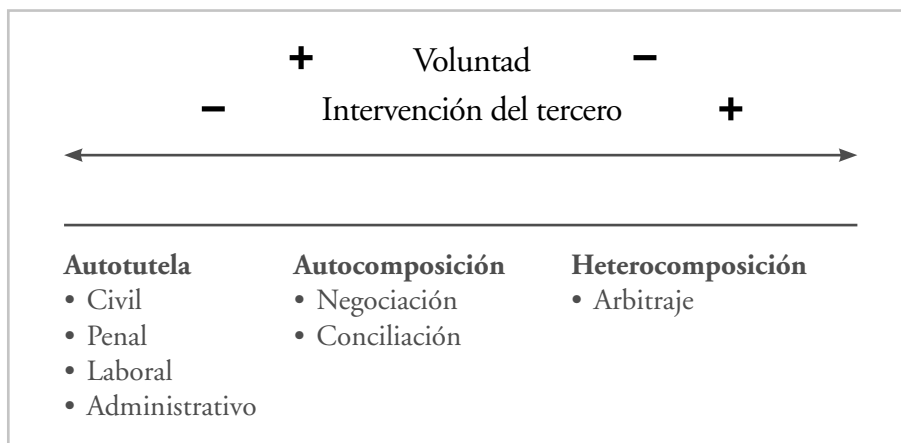 + Voluntad −
− Intervención del tercero +
Autotutela
• Civil
• Penal
• Laboral
• Administrativo
Autocomposición
• Negociación
• Conciliación
Heterocomposición
• Arbitraje